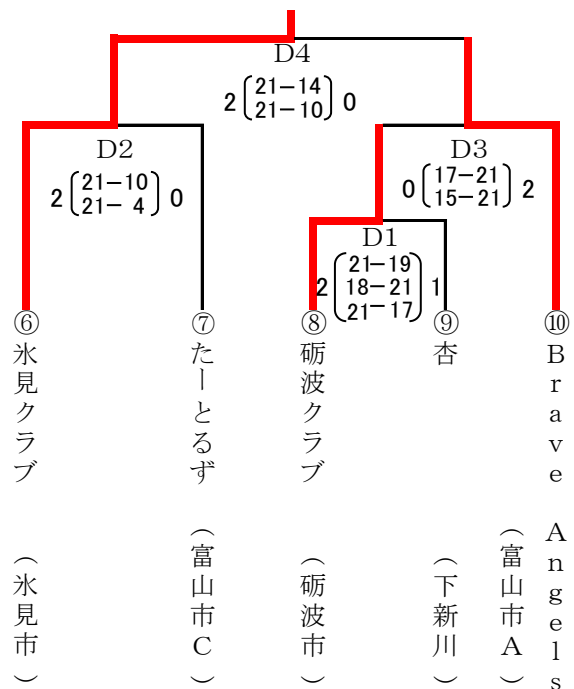 D4
2 21-14 0
21-10
D2
2 21-10 0
21- 4
D3
0 17-21 2
15-21
D1
21-19
2 18-21 1
21-17
⑥氷見クラブ（氷見市）
⑦たーとるず（富山市C）
⑧砺波クラブ（砺波市）
⑨杏（下新川）
⑩Brave Angels（富山市A）